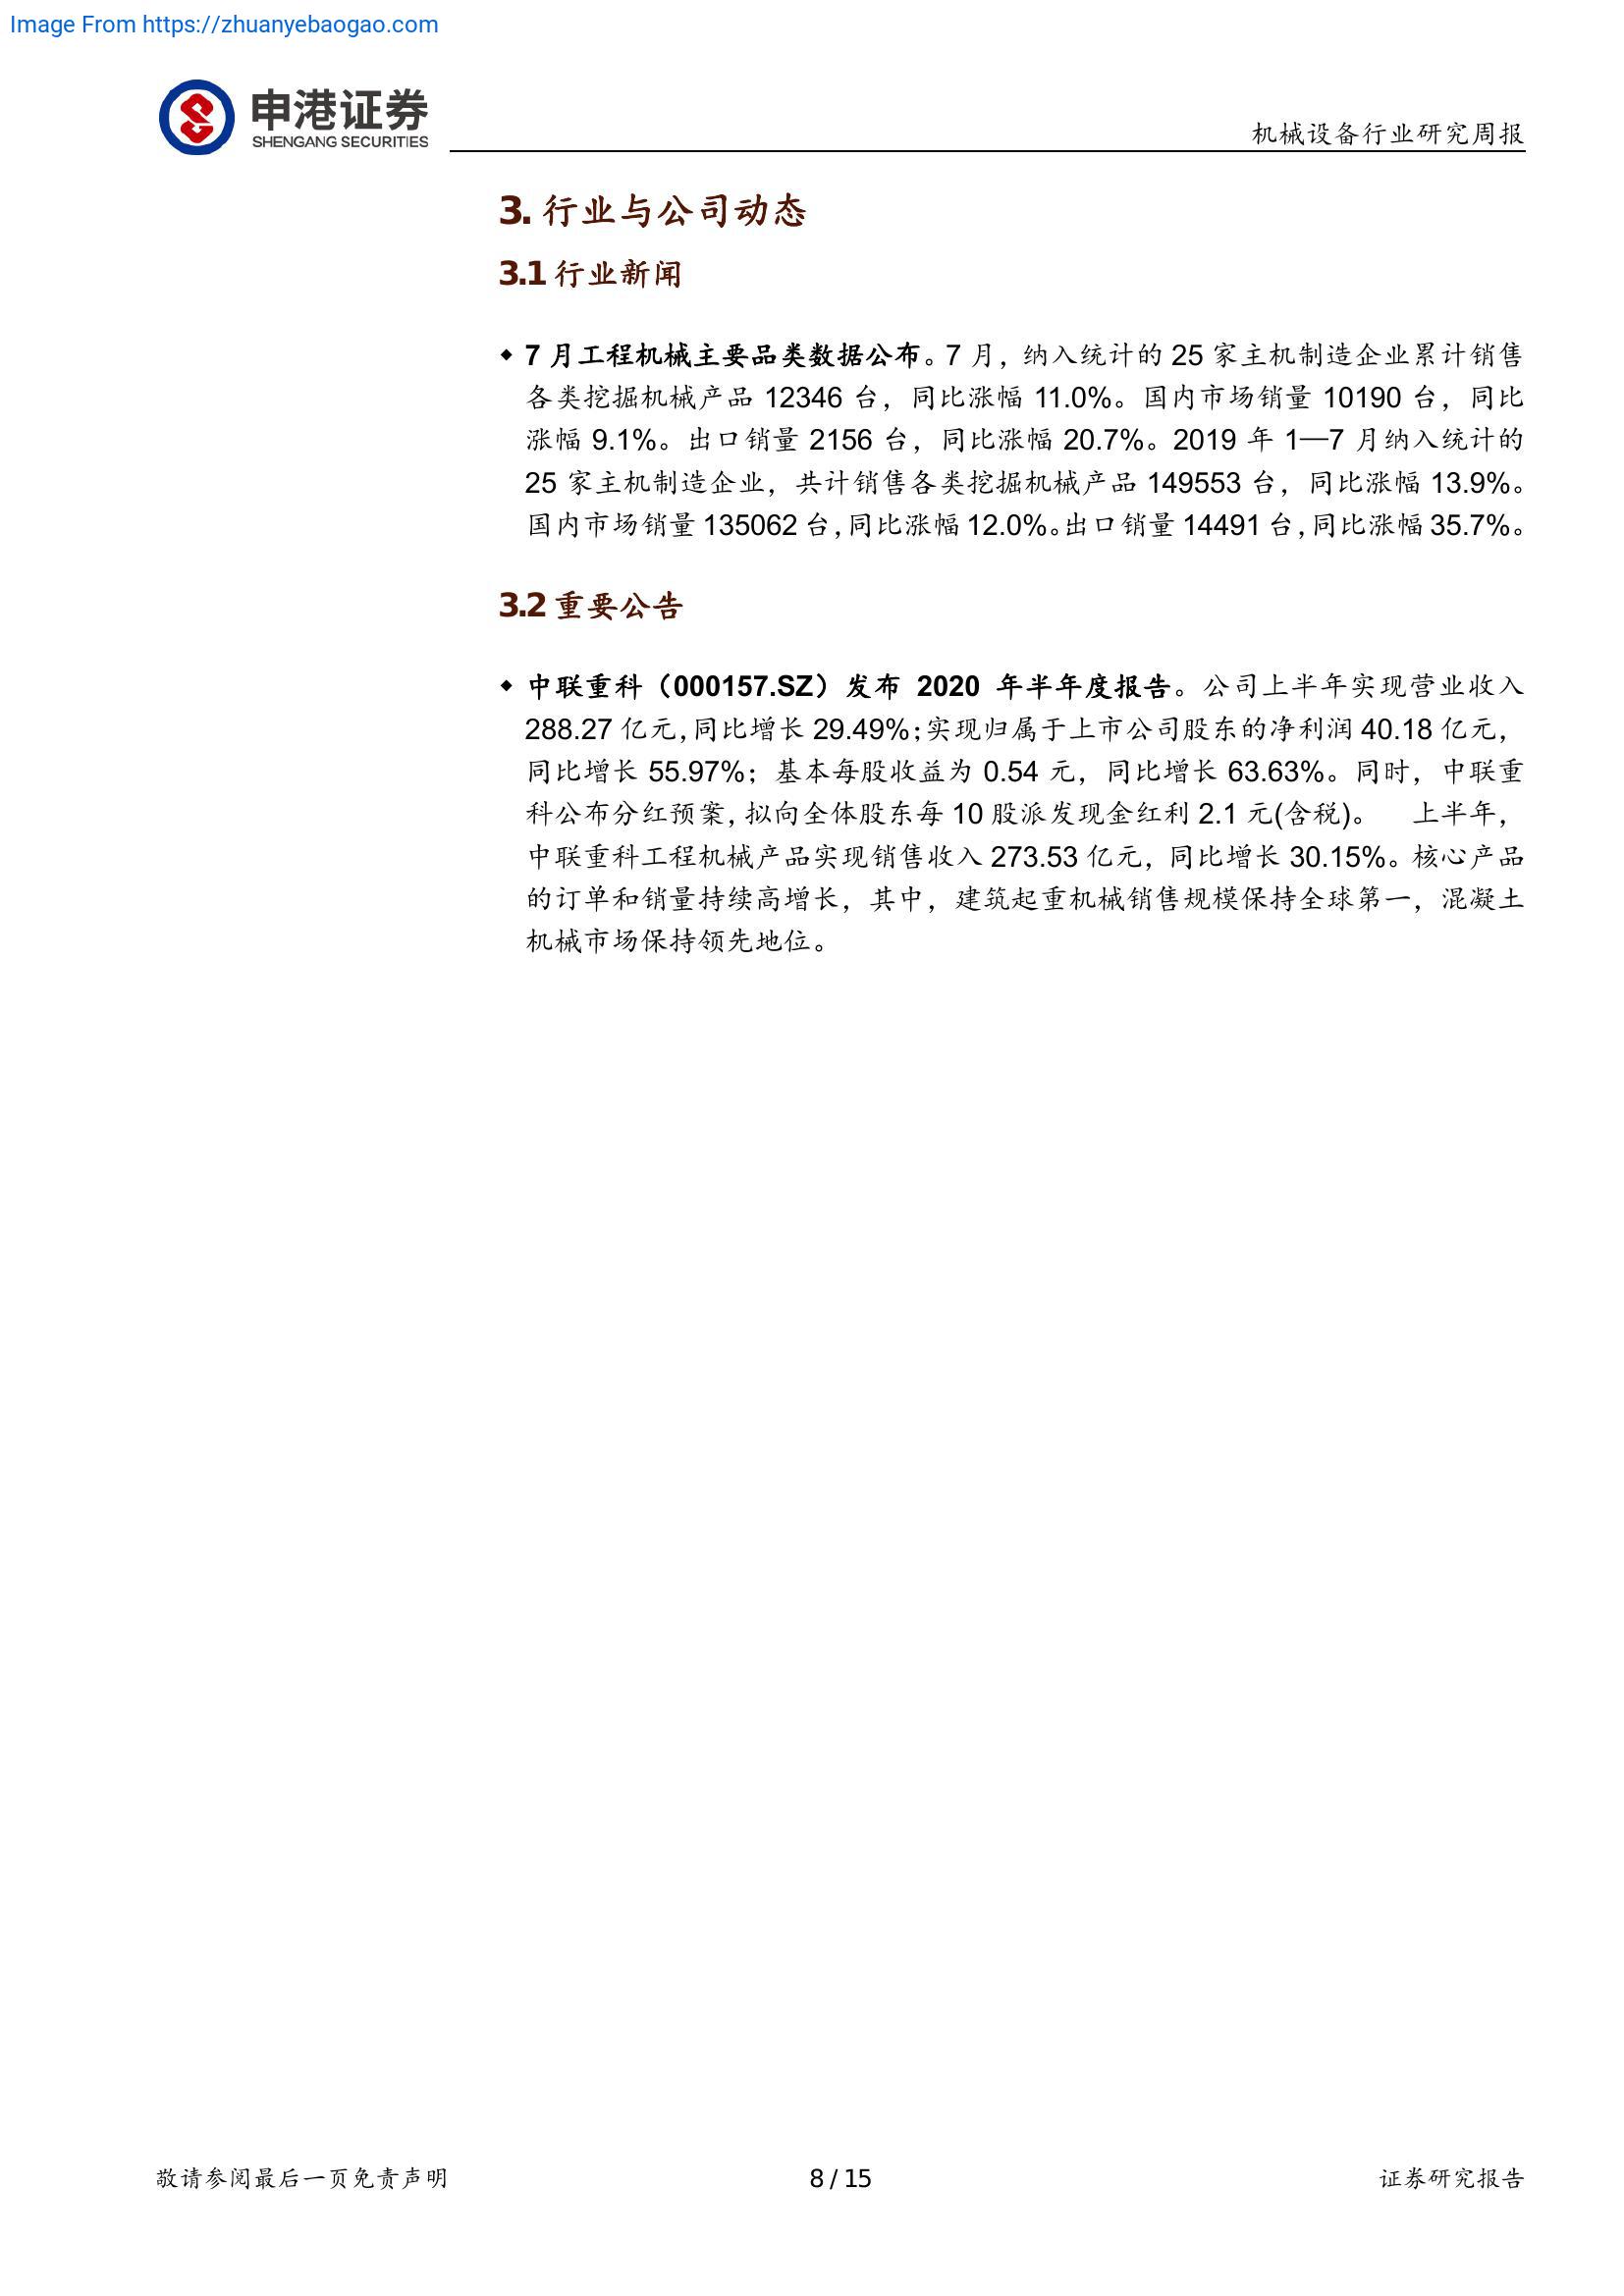 Image From https://zhuanyebaogao.com
申港证券
SHENGANG SECURITIES
机械设备行业研究周报
3. 行业与公司动态
3.1 行业新闻
◆ 7 月工程机械主要品类数据公布。7 月，纳入统计的 25 家主机制造企业累计销售
各类挖掘机械产品 12346 台，同比涨幅 11.0%。国内市场销量 10190 台，同比
涨幅 9.1%。出口销量 2156 台，同比涨幅 20.7%。2019 年 1—7 月纳入统计的
25 家主机制造企业，共计销售各类挖掘机械产品 149553 台，同比涨幅 13.9%。
国内市场销量 135062 台，同比涨幅 12.0%。出口销量 14491 台，同比涨幅 35.7%。
3.2 重要公告
◆ 中联重科（000157.SZ）发布 2020 年半年度报告。公司上半年实现营业收入
288.27 亿元，同比增长 29.49%；实现归属于上市公司股东的净利润 40.18 亿元，
同比增长 55.97%；基本每股收益为 0.54 元，同比增长 63.63%。同时，中联重
科公布分红预案，拟向全体股东每 10 股派发现金红利 2.1 元(含税)。 上半年，
中联重科工程机械产品实现销售收入 273.53 亿元，同比增长 30.15%。核心产品
的订单和销量持续高增长，其中，建筑起重机械销售规模保持全球第一，混凝土
机械市场保持领先地位。
敬请参阅最后一页免责声明
8 / 15
证券研究报告